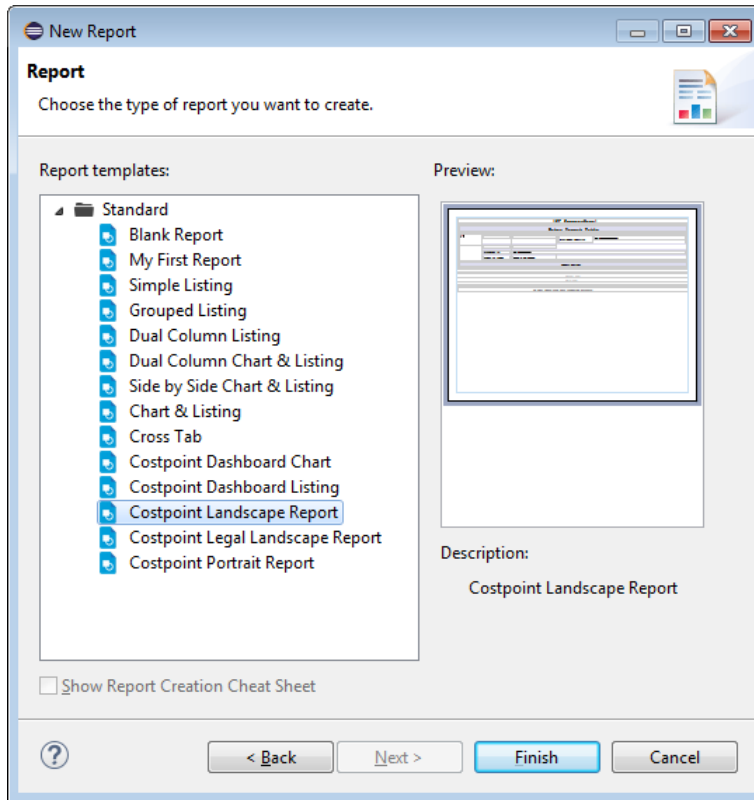 New Report
Report
Choose the type of report you want to create.
Report templates:
Preview:
Standard
Blank Report
My First Report
Simple Listing
Grouped Listing
Dual Column Listing
Dual Column Chart & Listing
Side by Side Chart & Listing
Chart & Listing
Cross Tab
Costpoint Dashboard Chart
Costpoint Dashboard Listing
Costpoint Landscape Report
Costpoint Legal Landscape Report
Costpoint Portrait Report
Description:
Costpoint Landscape Report
Show Report Creation Cheat Sheet
?
< Back
Next >
Finish
Cancel